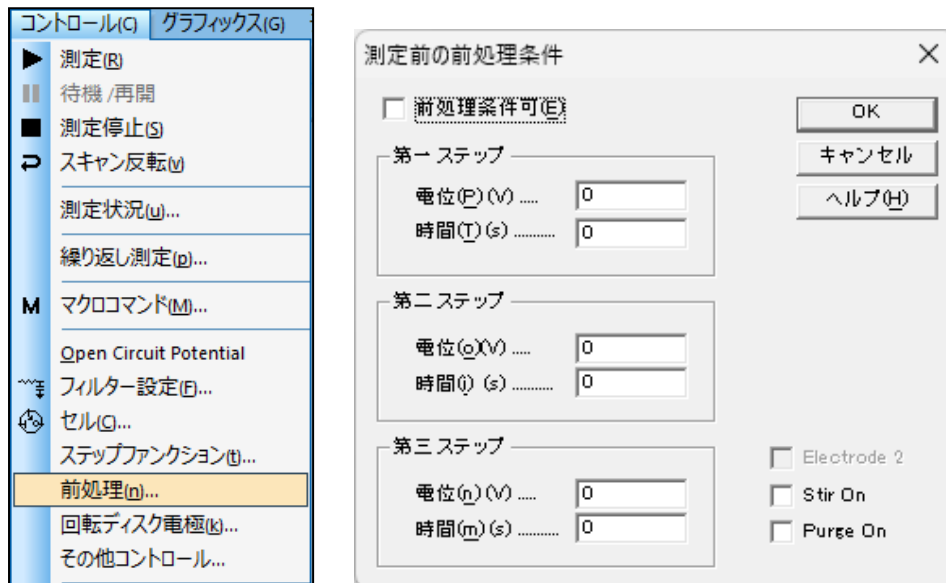 コントロール(C) グラフィックス(G)
測定(R)
待機 /再開
測定停止(S)
スキャン反転(v)
測定状況(u)...
繰り返し測定(p)...
M マクロコマンド(M)...
Open Circuit Potential
フィルター設定(F)...
セル(C)...
ステップファンクション(t)...
前処理(n)...
回転ディスク電極(k)...
その他コントロール...
測定前の前処理条件
前処理条件可(E)
OK
キャンセル
ヘルプ(H)
第一ステップ
電位(P)(V) ..... 0
時間(T)(s) .......... 0
第二ステップ
電位(o)(V) ..... 0
時間(i) (s) .......... 0
第三ステップ
電位(n)(V) ..... 0
時間(m)(s) .......... 0
Electrode 2
Stir On
Purge On